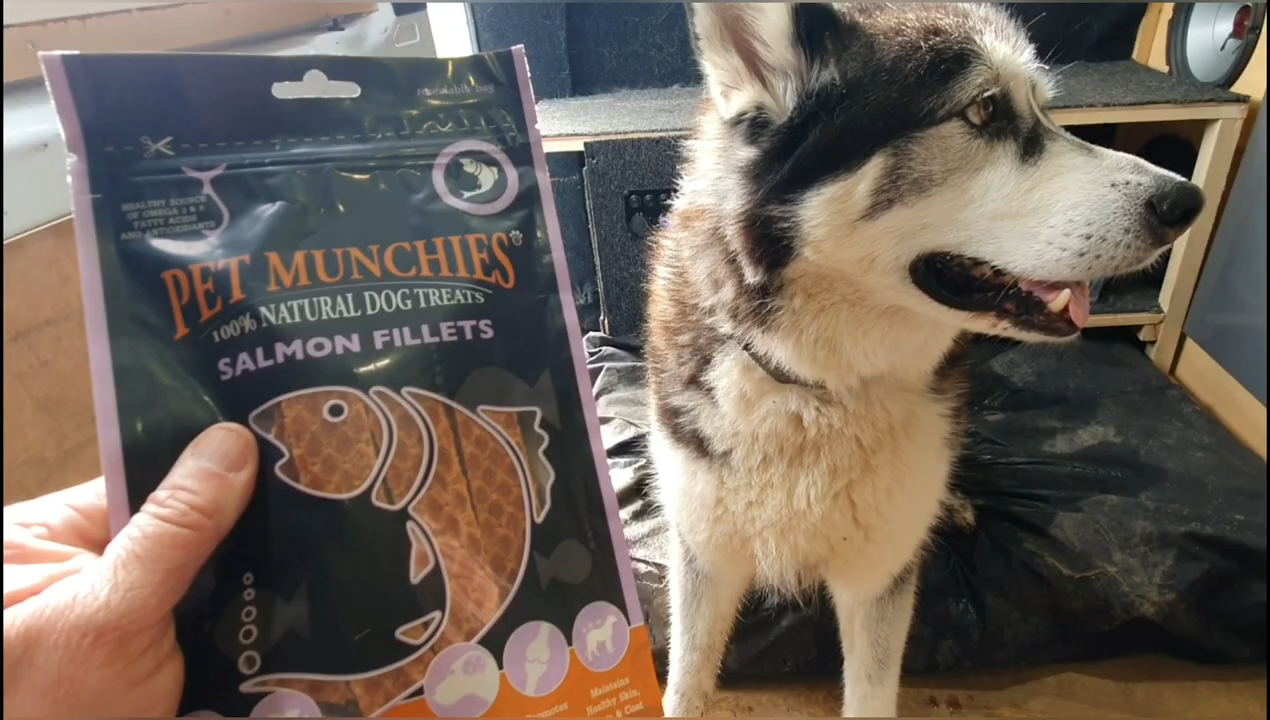 resealable bag
HEALTHY SOURCE
OF OMEGA 3 & 6
FATTY ACIDS
AND ANTIOXIDANTS
PET MUNCHIES
100% NATURAL DOG TREATS
SALMON FILLETS
Promotes
Maintains
Healthy Skin,
& Coat